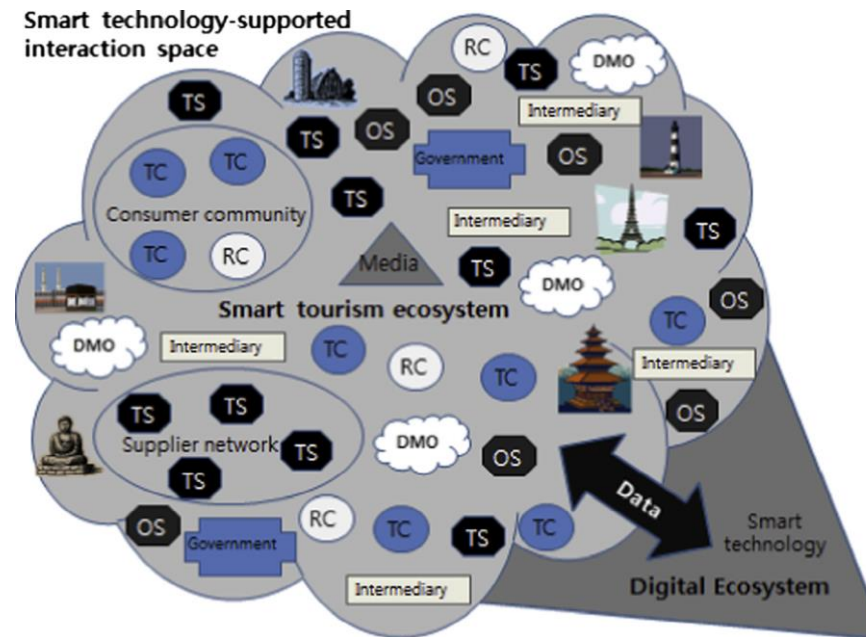 Smart technology-supported
interaction space
RC
TS
DMO
TS
OS
Intermediary
TS
OS
Government
OS
TC
TC
TS
Consumer community
Intermediary
TS
TC
RC
Media
TS
DMO
OS
Smart tourism ecosystem
TC
DMO
Intermediary
TC
RC
TC
Intermediary
TS
TS
OS
Supplier network
TS
DMO
OS
TS
Data
OS
Government
RC
TC
TS
TC
Smart
technology
Intermediary
Digital Ecosystem